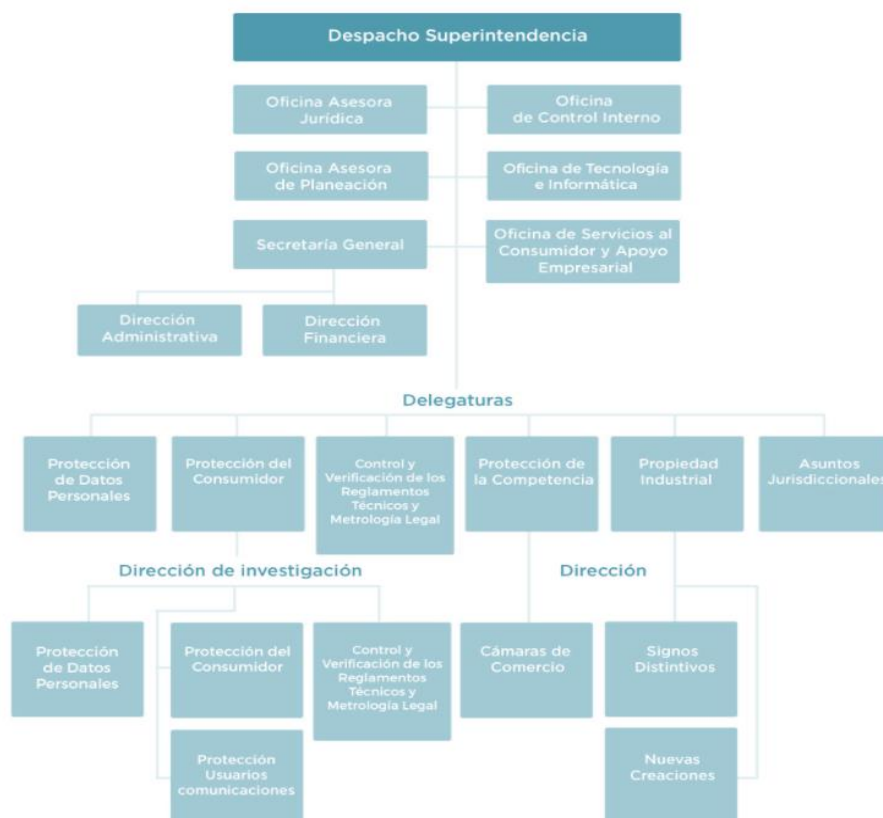 Despacho Superintendencia
Oficina Asesora
Jurídica
Oficina
de Control Interno
Oficina Asesora
de Planeación
Oficina de Tecnología
e Informática
Secretaría General
Oficina de Servicios al
Consumidor y Apoyo
Empresarial
Dirección
Administrativa
Dirección
Financiera
Delegaturas
Protección
de Datos
Personales
Protección del
Consumidor
Control y
Verificación de los
Reglamentos
Técnicos y
Metrología Legal
Protección de
la Competencia
Propiedad
Industrial
Asuntos
Jurisdiccionales
Dirección de investigación
Dirección
Protección
de Datos
Personales
Protección del
Consumidor
Control y
Verificación de los
Reglamentos
Técnicos y
Metrología Legal
Cámaras de
Comercio
Signos
Distintivos
Protección
Usuarios
comunicaciones
Nuevas
Creaciones